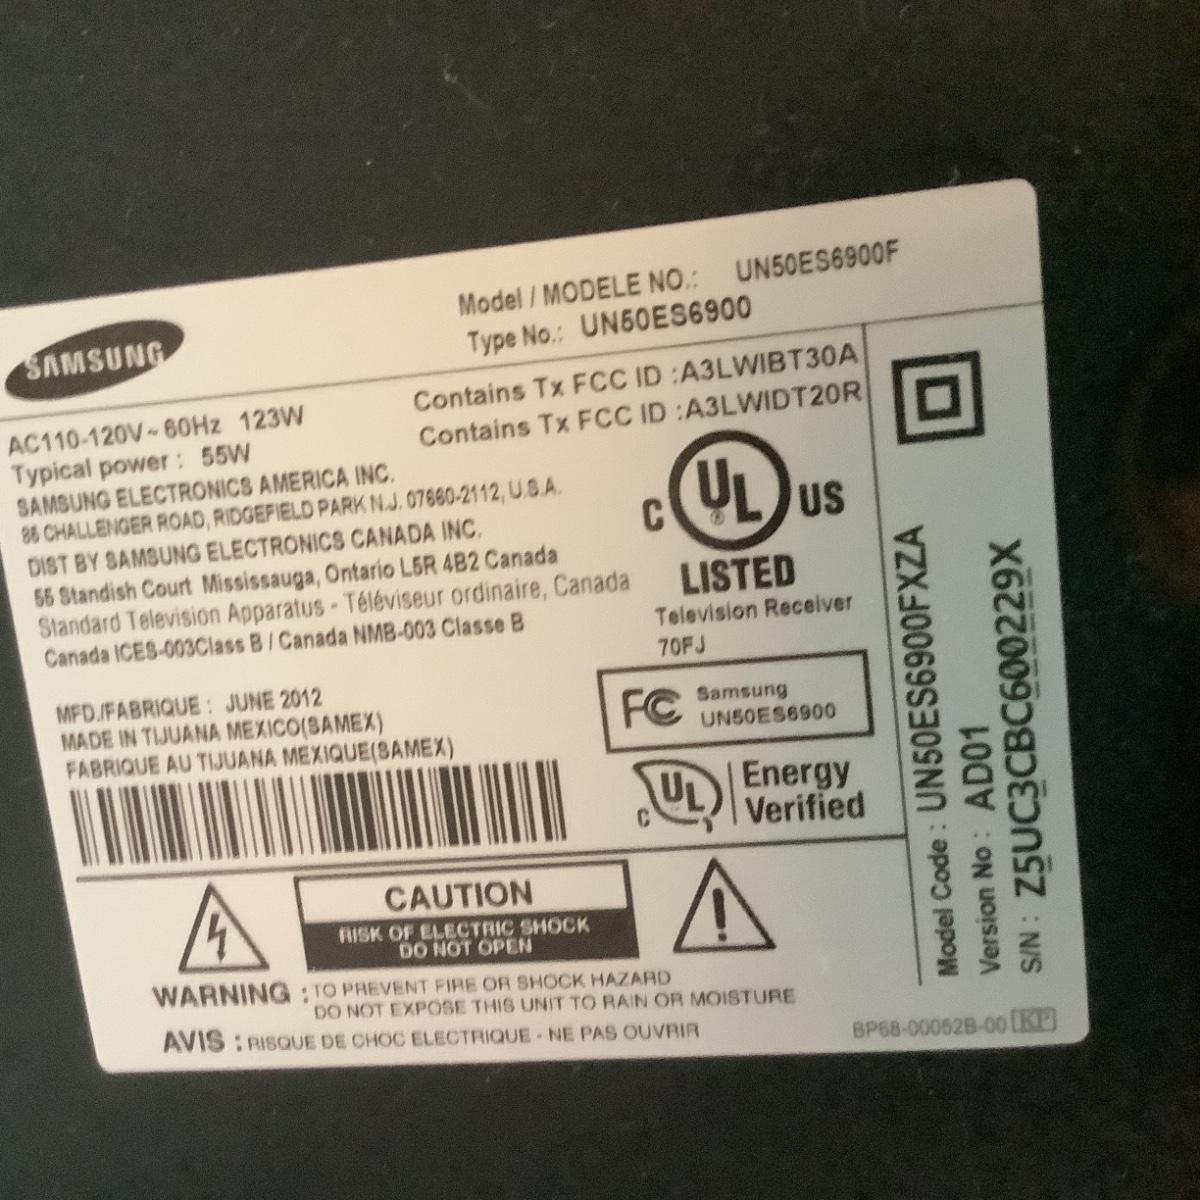 SAMSUNG
Model / MODELE NO.: UN50ES6900F
Type No.: UN50ES6900
AC110-120V~60Hz 123W
Typical power : 55W
Contains Tx FCC ID :A3LWIBT30A
Contains Tx FCC ID :A3LWIDT20R
SAMSUNG ELECTRONICS AMERICA INC.
85 CHALLENGER ROAD, RIDGEFIELD PARK N.J. 07660-2112, U.S.A.
DIST BY SAMSUNG ELECTRONICS CANADA INC.
55 Standish Court Mississauga, Ontario L5R 4B2 Canada
Standard Television Apparatus - Téléviseur ordinaire, Canada
Canada ICES-003Class B / Canada NMB-003 Classe B
C UL ® US
LISTED
Television Receiver
70FJ
MFD./FABRIQUE : JUNE 2012
MADE IN TIJUANA MEXICO(SAMEX)
FABRIQUE AU TIJUANA MEXIQUE(SAMEX)
FC Samsung
UN50ES6900
C UL Energy
Verified
CAUTION
RISK OF ELECTRIC SHOCK
DO NOT OPEN
WARNING : TO PREVENT FIRE OR SHOCK HAZARD
DO NOT EXPOSE THIS UNIT TO RAIN OR MOISTURE
AVIS : RISQUE DE CHOC ELECTRIQUE - NE PAS OUVRIR
Model Code : UN50ES6900FXZA
Version No : AD01
S/N : Z5UC3CBC600229X
BP68-00052B-00 KP